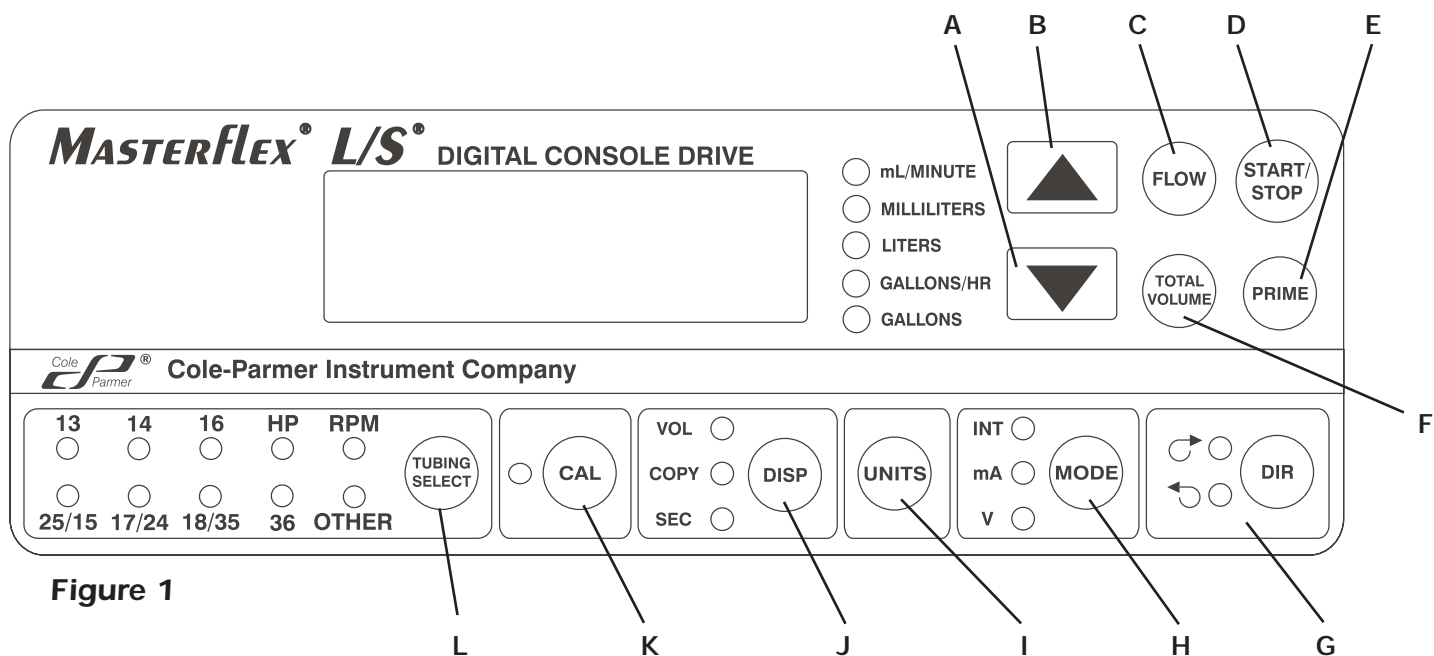 A B C D E
MASTERFLEX® L/S® DIGITAL CONSOLE DRIVE
mL/MINUTE
MILLILITERS
LITERS
GALLONS/HR
GALLONS
FLOW
START/
STOP
TOTAL
VOLUME
PRIME
F
Cole
Parmer
® Cole-Parmer Instrument Company
13 14 16 HP RPM
25/15 17/24 18/35 36 OTHER
TUBING
SELECT
CAL
VOL
COPY
SEC
DISP
UNITS
INT
mA
V
MODE
DIR
Figure 1
L K J I H G